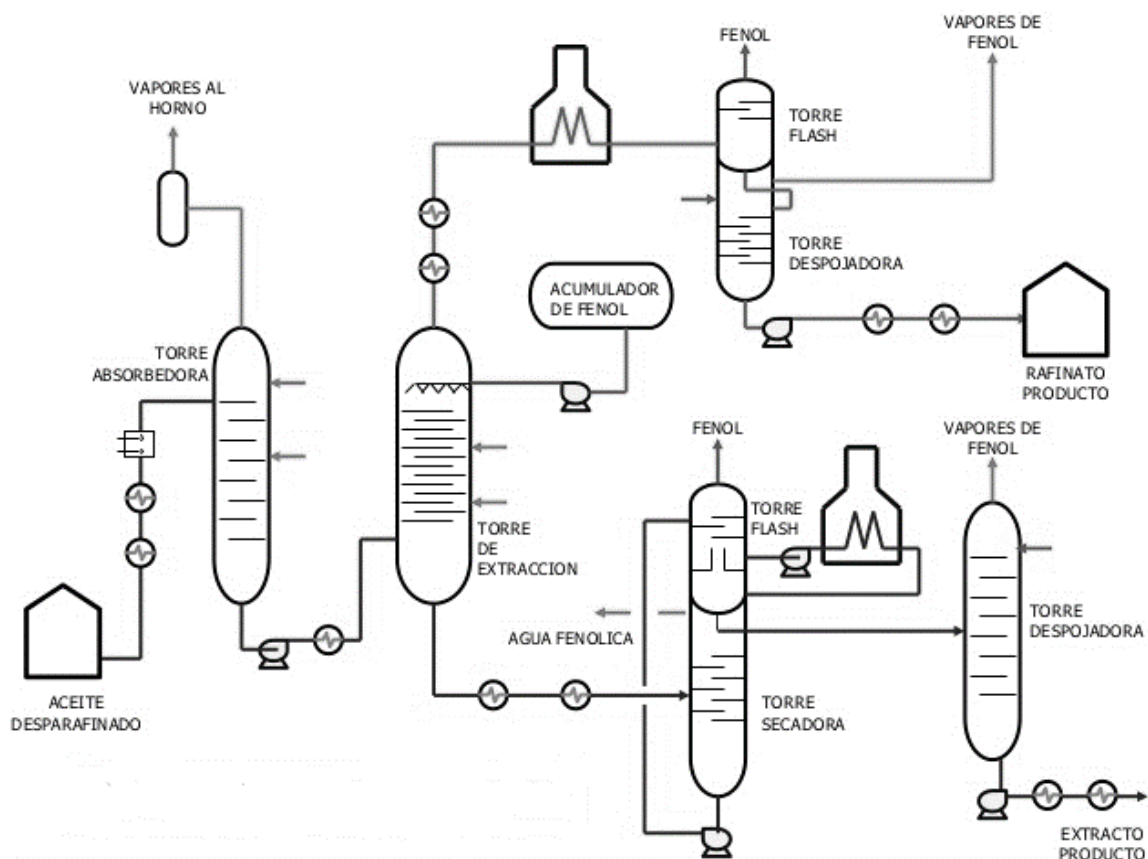 FENOL
VAPORES DE
FENOL
VAPORES AL
HORNO
TORRE
FLASH
TORRE
DESPOJADORA
ACUMULADOR
DE FENOL
TORRE
ABSORBEDORA
RAFINATO
PRODUCTO
FENOL
VAPORES DE
FENOL
TORRE
FLASH
TORRE
DE
EXTRACCION
AGUA FENOLICA
TORRE
DESPOJADORA
ACEITE
DESPARAFINADO
TORRE
SECADORA
EXTRACTO
PRODUCTO